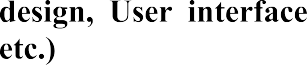 design, User interface
etc.)